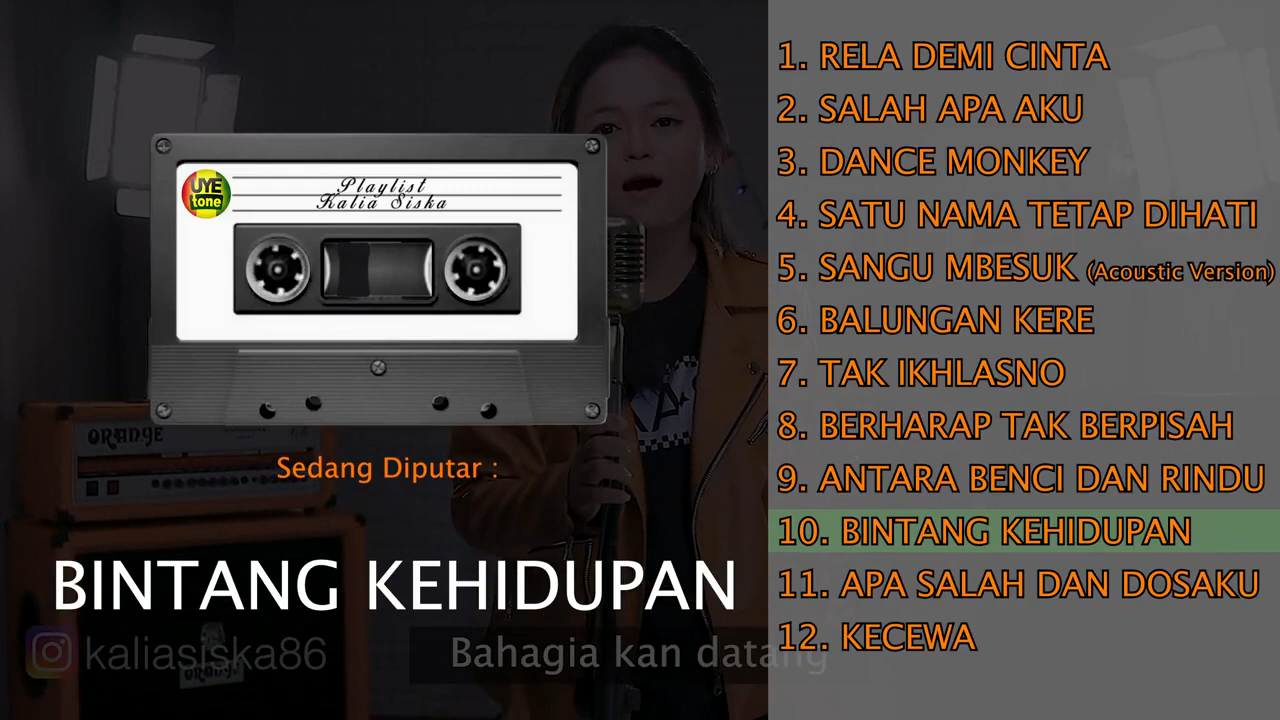 UYE
tone
Playlist
Kalia Siska
ORANGE
Sedang Diputar :
BINTANG KEHIDUPAN
kaliasiska86
Bahagia kan datang
ORANGE
1. RELA DEMI CINTA
2. SALAH APA AKU
3. DANCE MONKEY
4. SATU NAMA TETAP DIHATI
5. SANGU MBESUK (Acoustic Version)
6. BALUNGAN KERE
7. TAK IKHLASNO
8. BERHARAP TAK BERPISAH
9. ANTARA BENCI DAN RINDU
10. BINTANG KEHIDUPAN
11. APA SALAH DAN DOSAKU
12. KECEWA